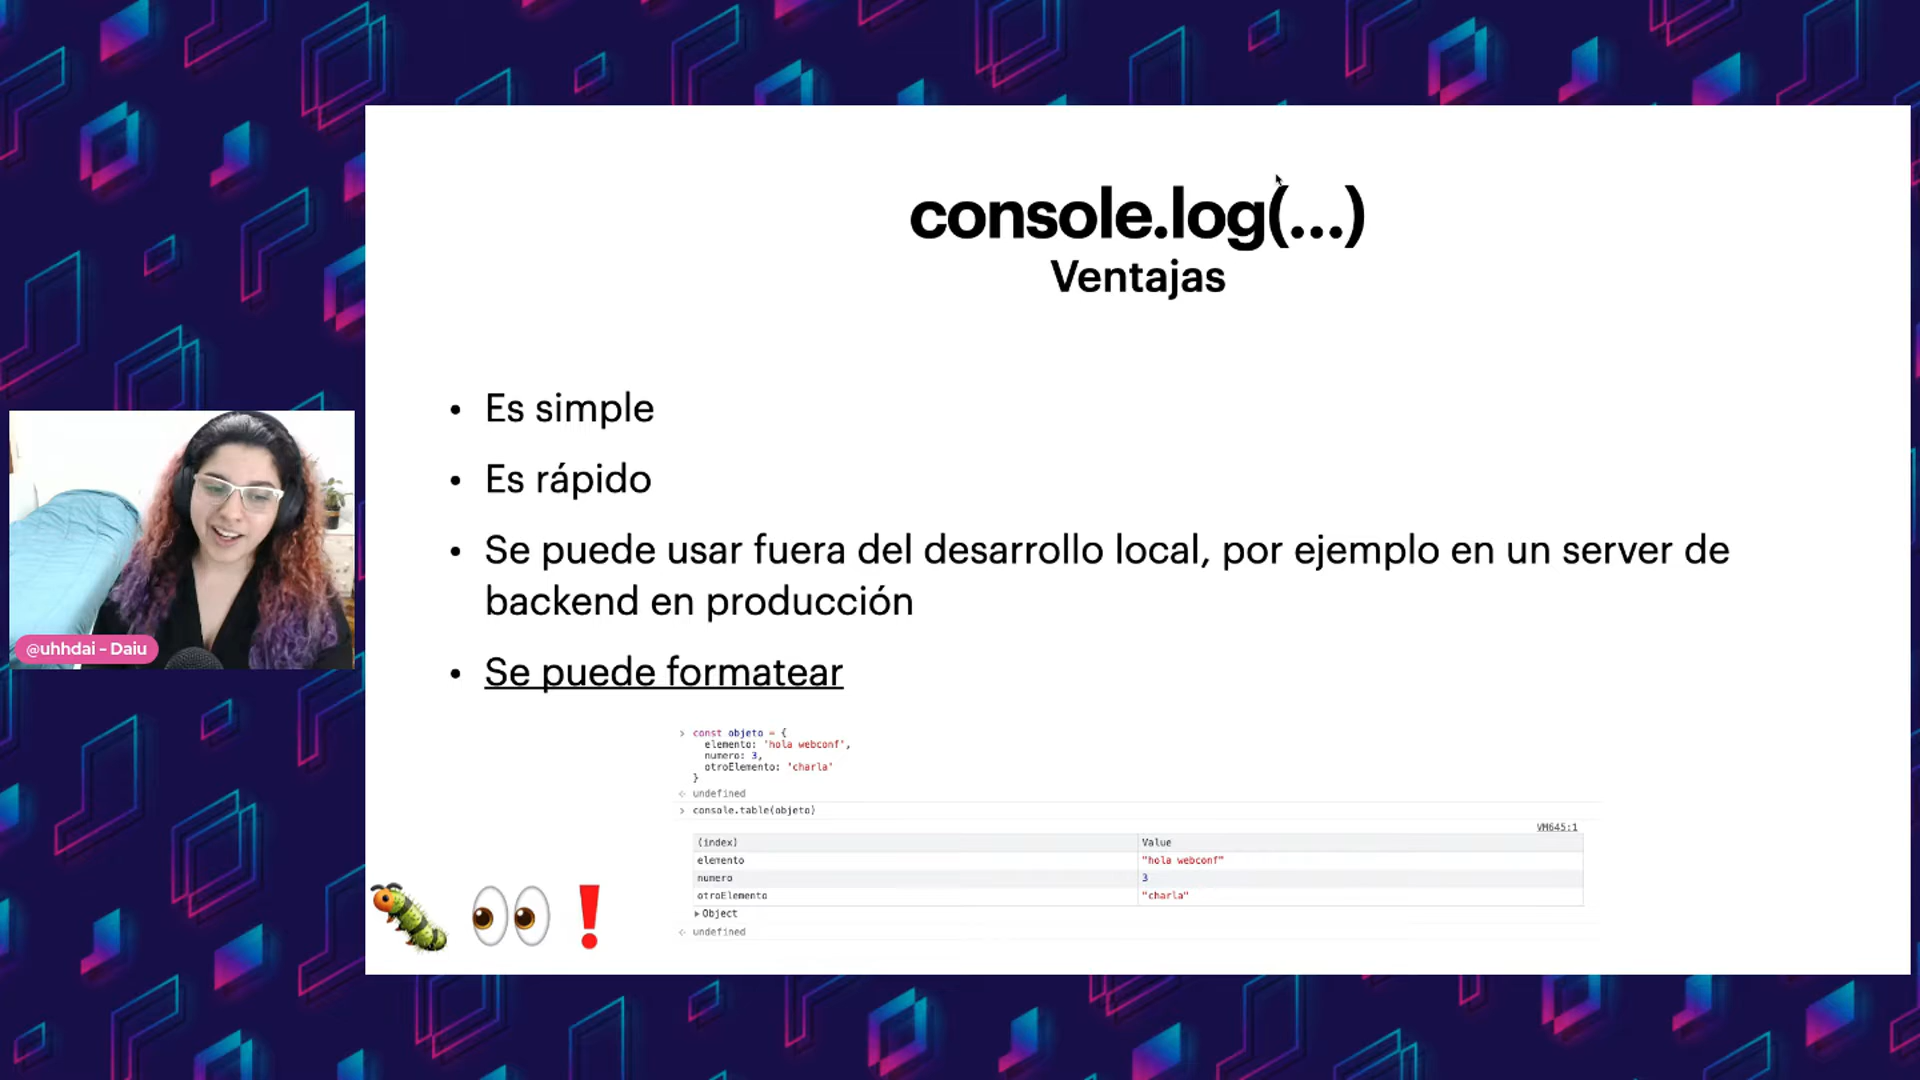 console.log(...)
Ventajas
• Es simple
• Es rápido
• Se puede usar fuera del desarrollo local, por ejemplo en un server de
backend en producción
• Se puede formatear
@uhhdai - Daiu
> const objeto = {
elemento: 'hola webconf',
numero: 3,
otroElemento: 'charla'
}
< undefined
> console.table(objeto)
VM645:1
(index) Value
elemento "hola webconf"
numero 3
otroElemento "charla"
▸ Object
< undefined